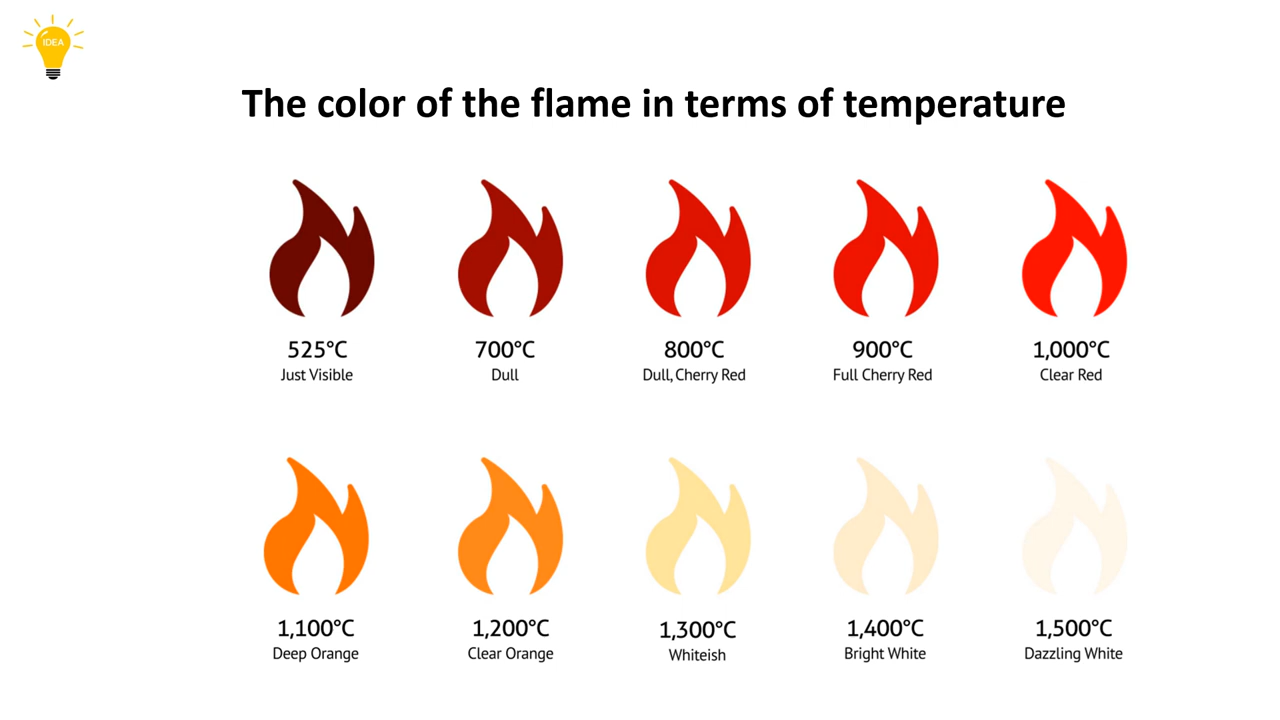 IDEA
The color of the flame in terms of temperature
525°C
Just Visible
700°C
Dull
800°C
Dull, Cherry Red
900°C
Full Cherry Red
1,000°C
Clear Red
1,100°C
Deep Orange
1,200°C
Clear Orange
1,300°C
Whiteish
1,400°C
Bright White
1,500°C
Dazzling White